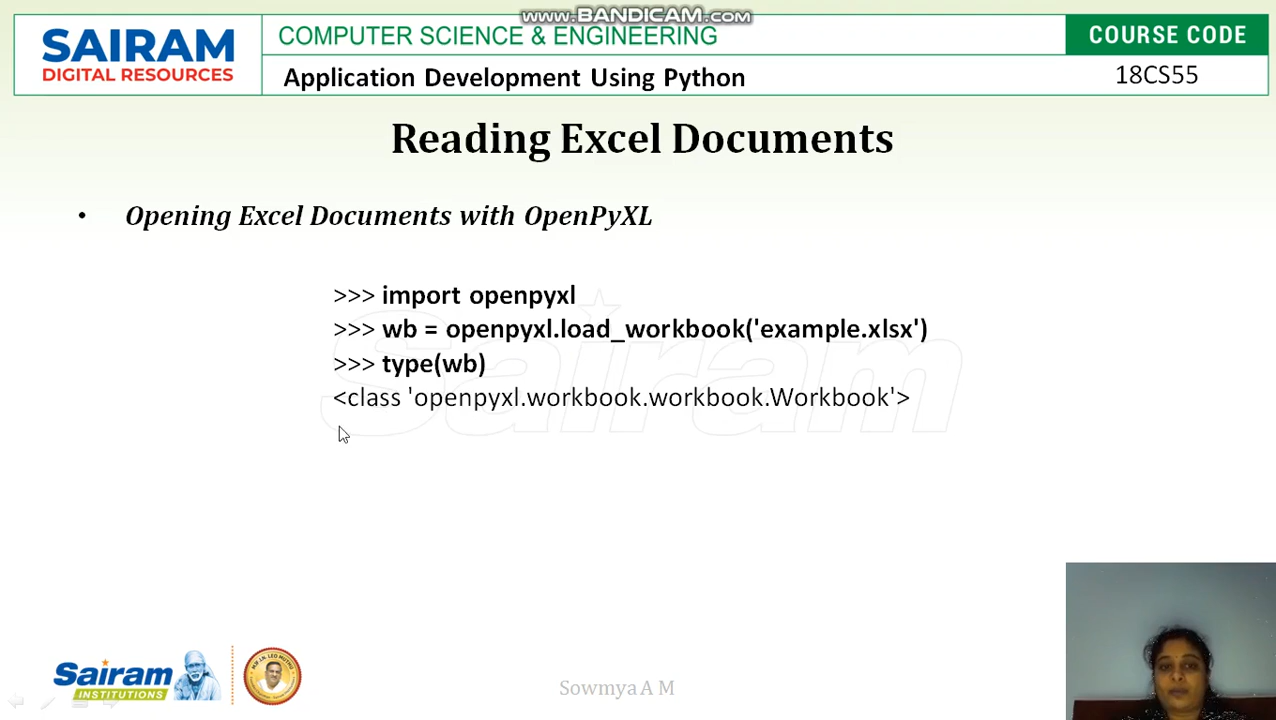 www.BANDICAM.com
SAIRAM
DIGITAL RESOURCES
COMPUTER SCIENCE & ENGINEERING
COURSE CODE
Application Development Using Python
18CS55
Reading Excel Documents
• Opening Excel Documents with OpenPyXL
>>> import openpyxl
>>> wb = openpyxl.load_workbook('example.xlsx')
>>> type(wb)
<class 'openpyxl.workbook.workbook.Workbook'>
Sairam
Sairam
INSTITUTIONS
Sowmya A M